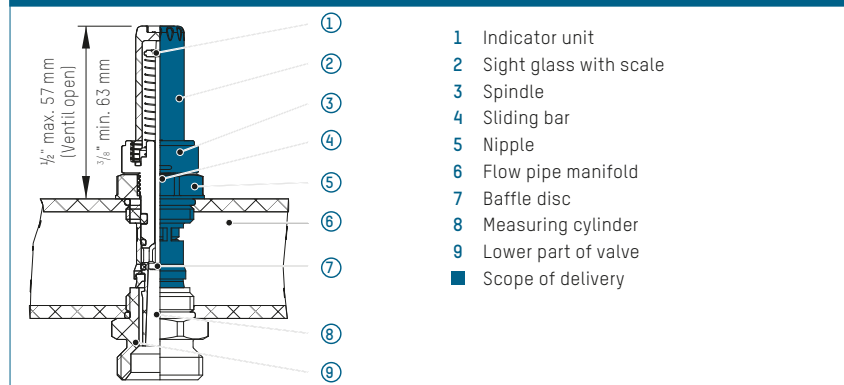 ½" max. 57 mm
(Ventil open)
³/₈" min. 63 mm
①
②
③
④
⑤
⑥
⑦
⑧
⑨
1 Indicator unit
2 Sight glass with scale
3 Spindle
4 Sliding bar
5 Nipple
6 Flow pipe manifold
7 Baffle disc
8 Measuring cylinder
9 Lower part of valve
Scope of delivery